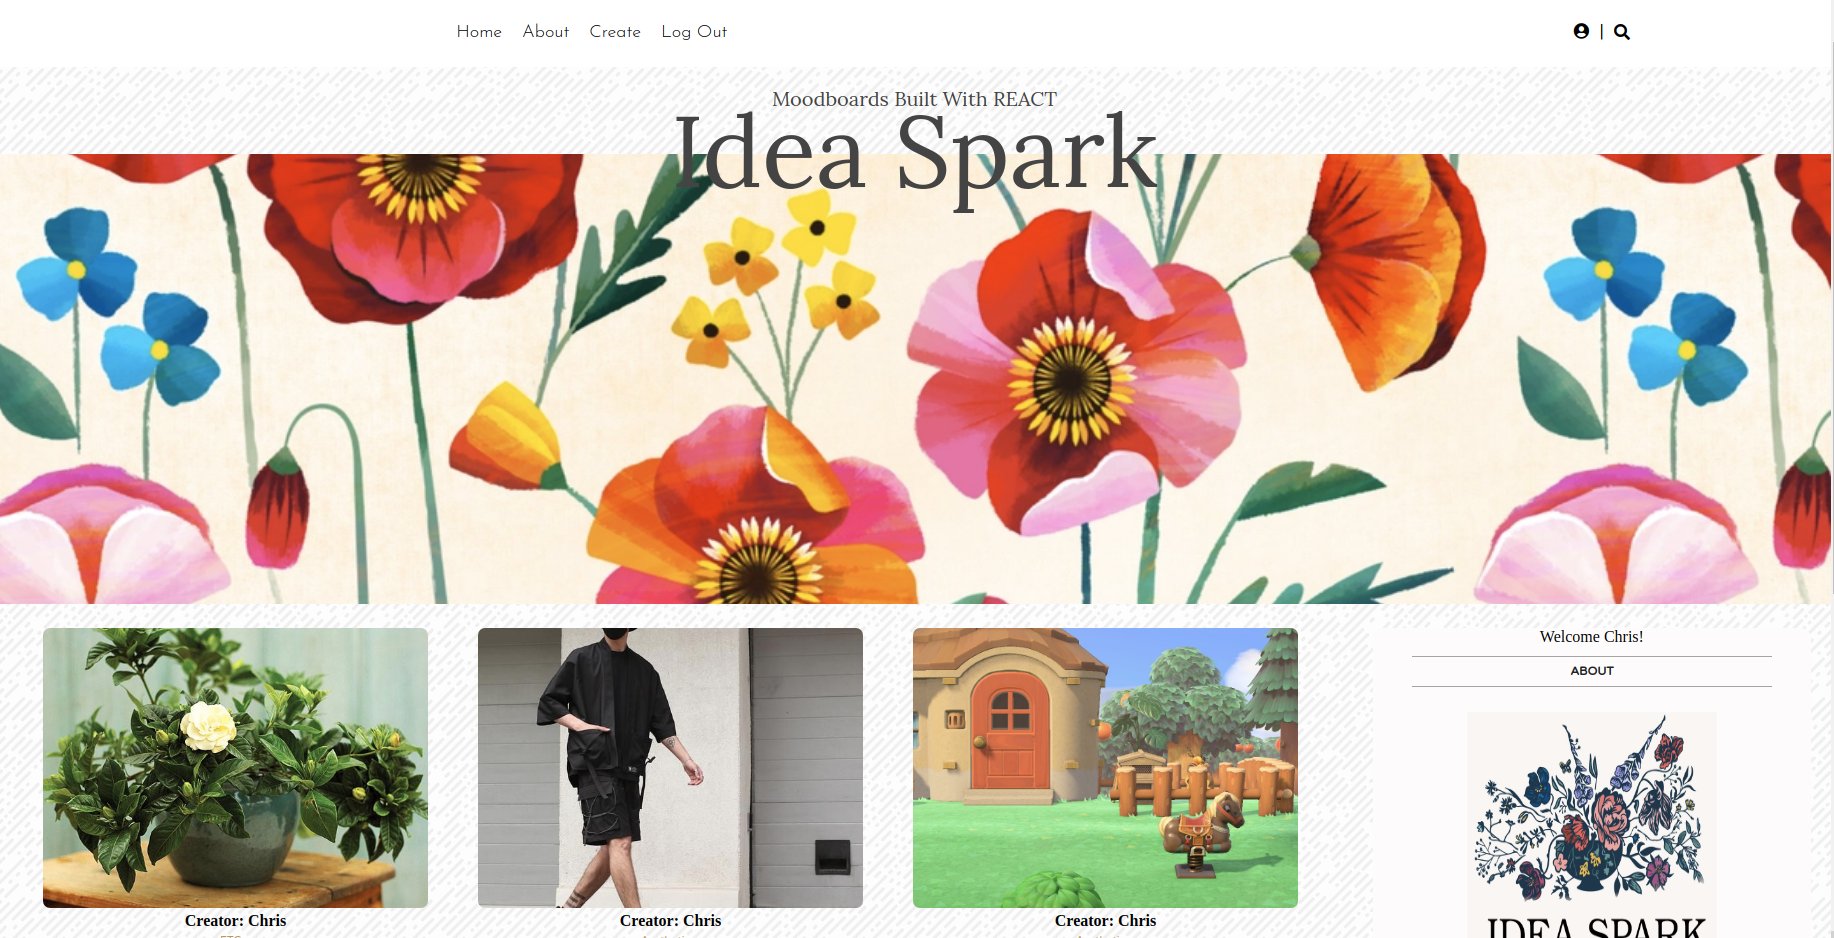 Home About Create Log Out
|
Moodboards Built With REACT
Idea Spark
Welcome Chris!
ABOUT
IDEA SPARK
Creator: Chris
Creator: Chris
Creator: Chris